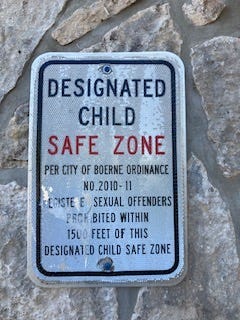 DESIGNATED
CHILD
SAFE ZONE
PER CITY OF BOERNE ORDINANCE
NO.2010-11
SEXUAL OFFENDERS
PROHIBITED WITHIN
1500 FEET OF THIS
DESIGNATED CHILD SAFE ZONE